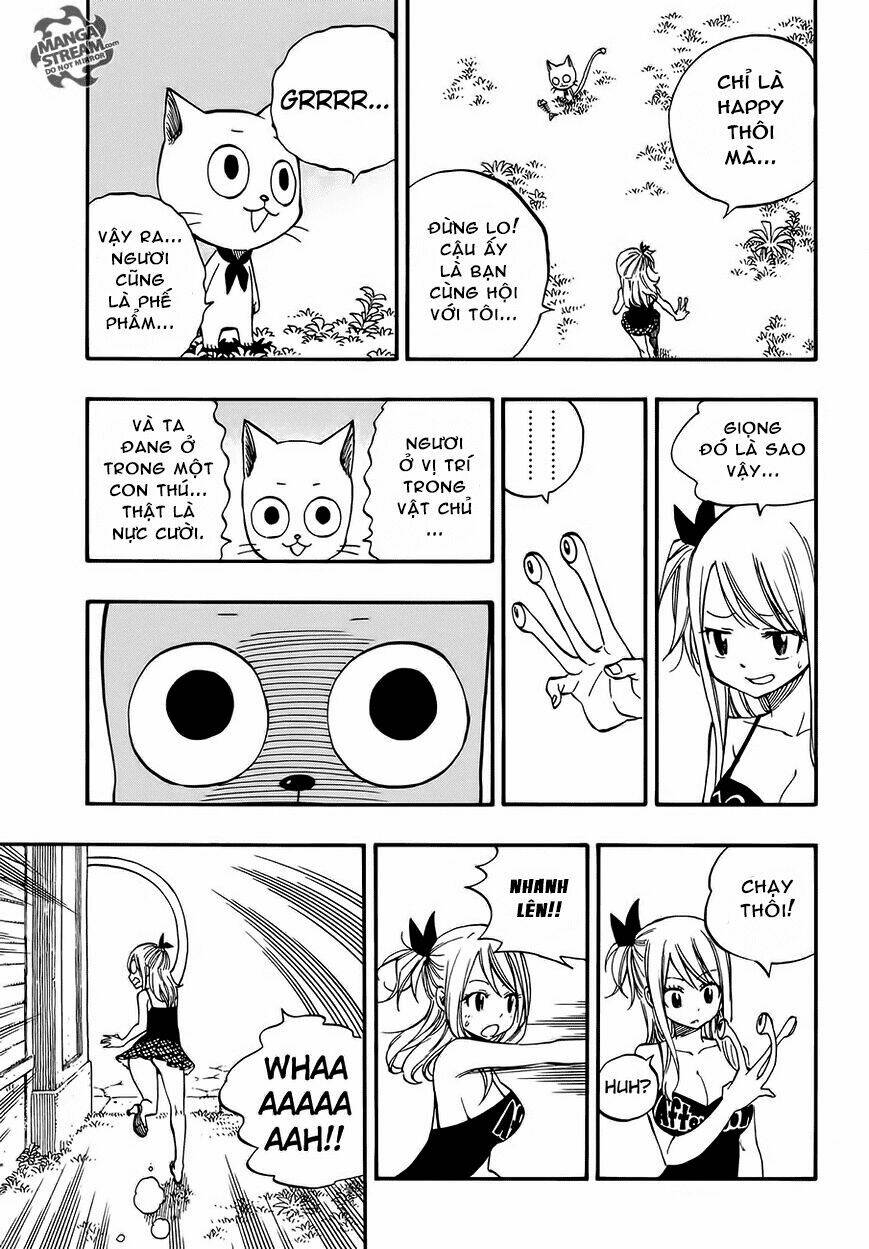 MANGA
STREAM.com
DO NOT MIRROR
CHỈ LÀ
HAPPY
THÔI
MÀ...
ĐỪNG LO!
CẬU ẤY
LÀ BẠN
CÙNG HỘI
VỚI TÔI...
GRRRR...
VẬY RA...
NGƯƠI
CŨNG
LÀ PHẾ
PHẨM...
GIỌNG
ĐÓ LÀ SAO
VẬY...
NGƯƠI
Ở VỊ TRÍ
TRONG
VẬT CHỦ
...
VÀ TA
ĐANG Ở
TRONG MỘT
CON THÚ...
THẬT LÀ
NỰC CƯỜI.
CHẠY
THÔI!
HUH?
NHANH
LÊN!!
WHAA
AAAAA
AAH!!